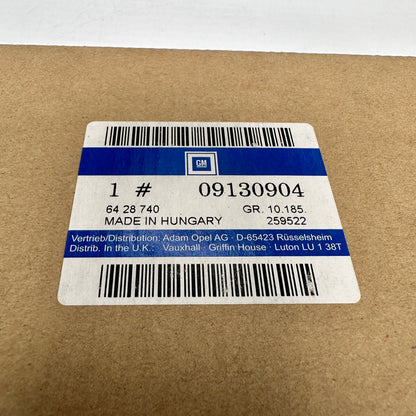 GM
1 # 09130904
64 28 740 GR. 10.185.
MADE IN HUNGARY 259522
Vertrieb/Distribution: Adam Opel AG · D-65423 Rüsselsheim
Distrib. In the U.K.: Vauxhall · Griffin House · Luton LU 1 38T